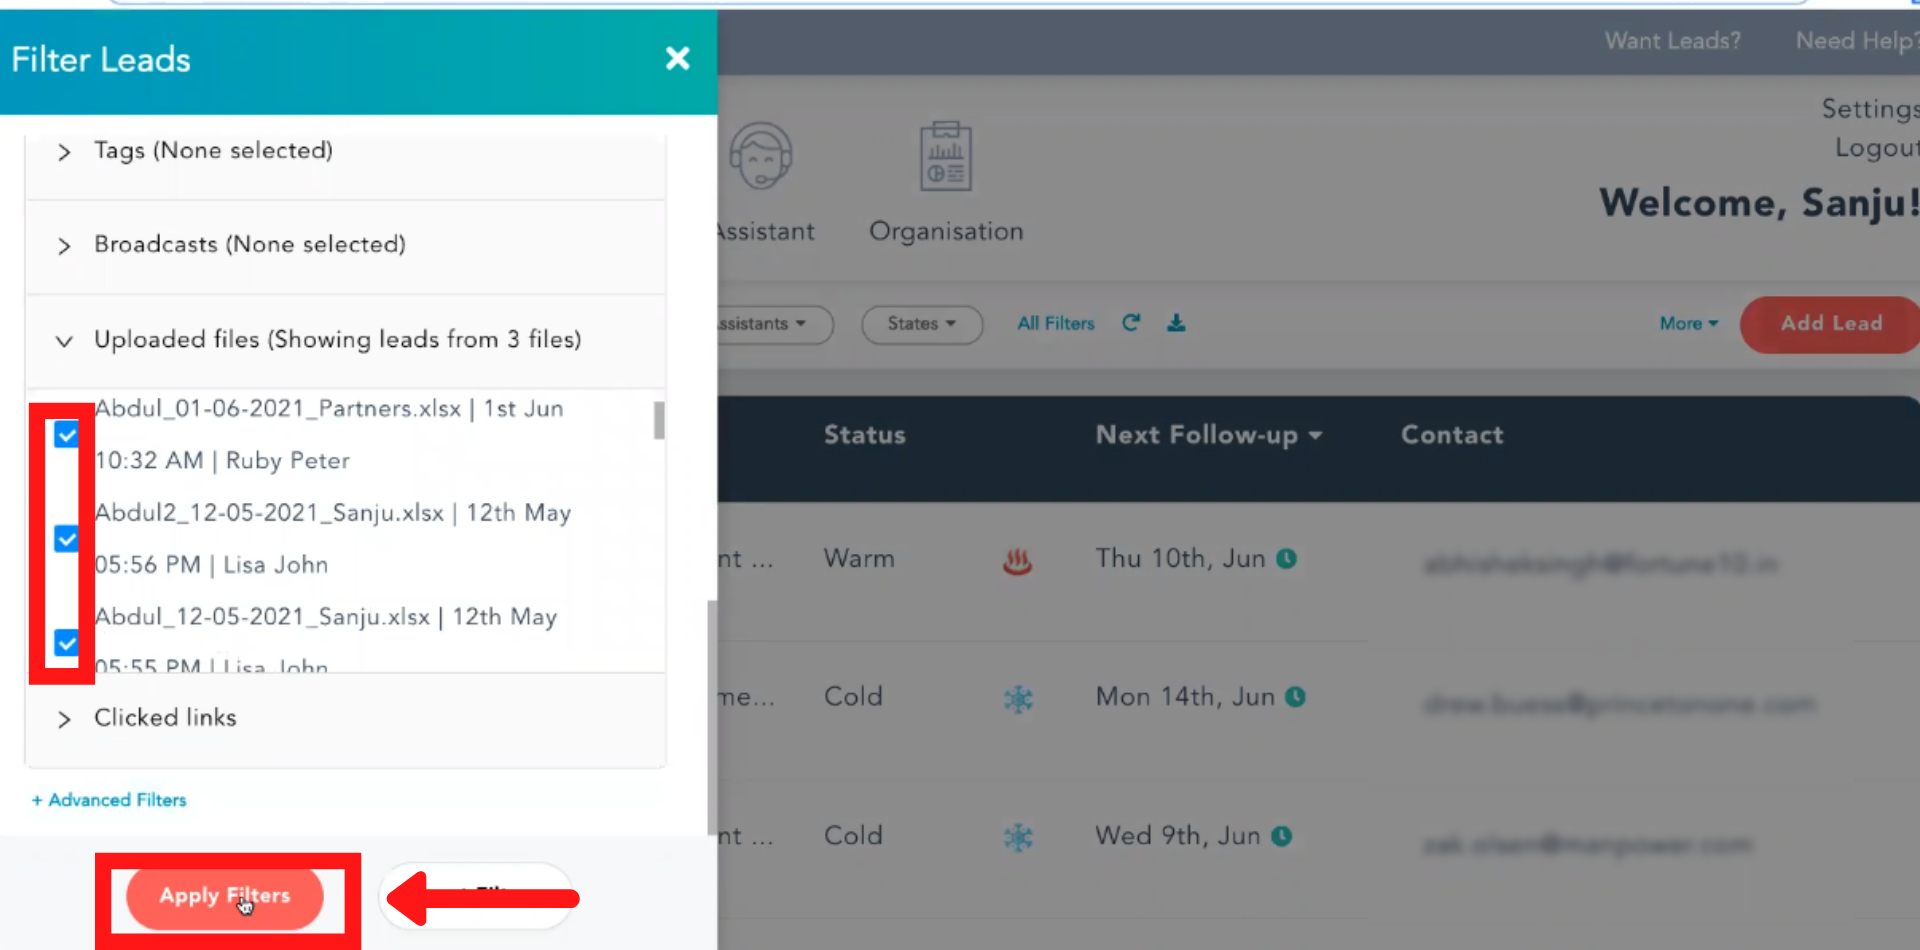 Want Leads? Need Help?
Filter Leads
Settings
Logout
Welcome, Sanju!
Assistant
Organisation
Tags (None selected)
Broadcasts (None selected)
Uploaded files (Showing leads from 3 files)
Abdul_01-06-2021_Partners.xlsx | 1st Jun
10:32 AM | Ruby Peter
Abdul2_12-05-2021_Sanju.xlsx | 12th May
05:56 PM | Lisa John
Abdul_12-05-2021_Sanju.xlsx | 12th May
05:55 PM | Lisa John
Clicked links
+ Advanced Filters
Apply Filters
ssistants
States
All Filters
More
Add Lead
Status Next Follow-up Contact
nt ... Warm Thu 10th, Jun
me... Cold Mon 14th, Jun
nt ... Cold Wed 9th, Jun